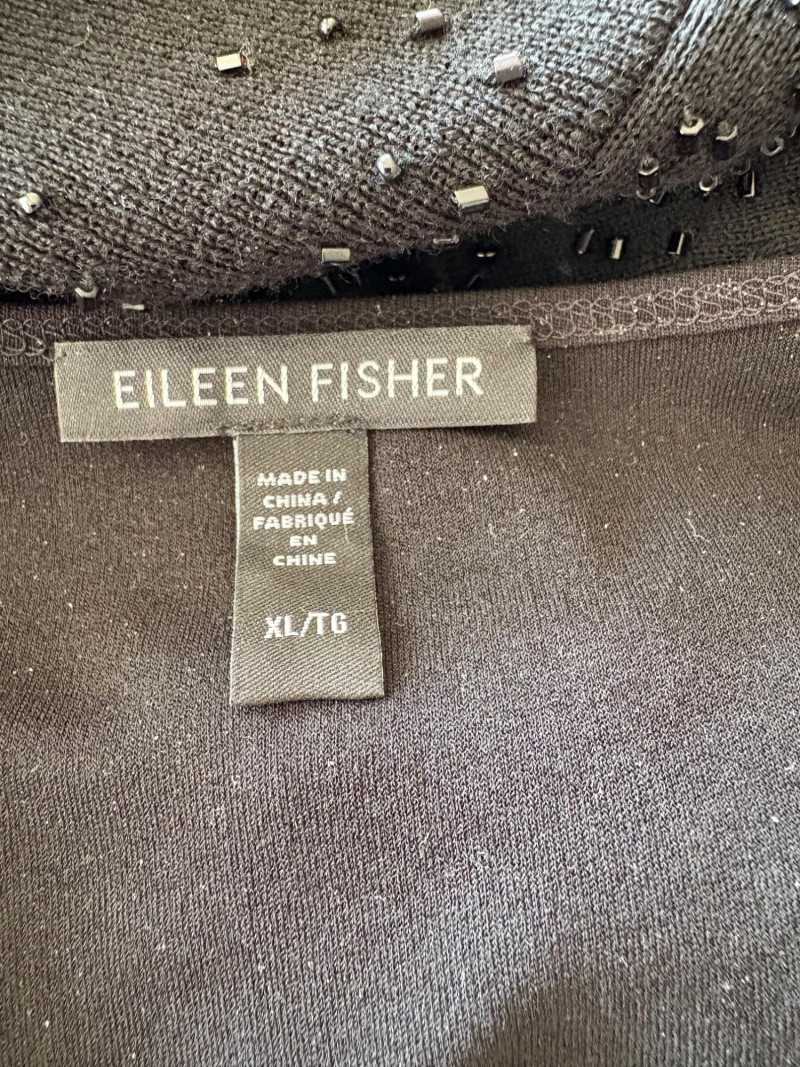 EILEEN FISHER
MADE IN
CHINA /
FABRIQUÉ
EN
CHINE
XL/TG